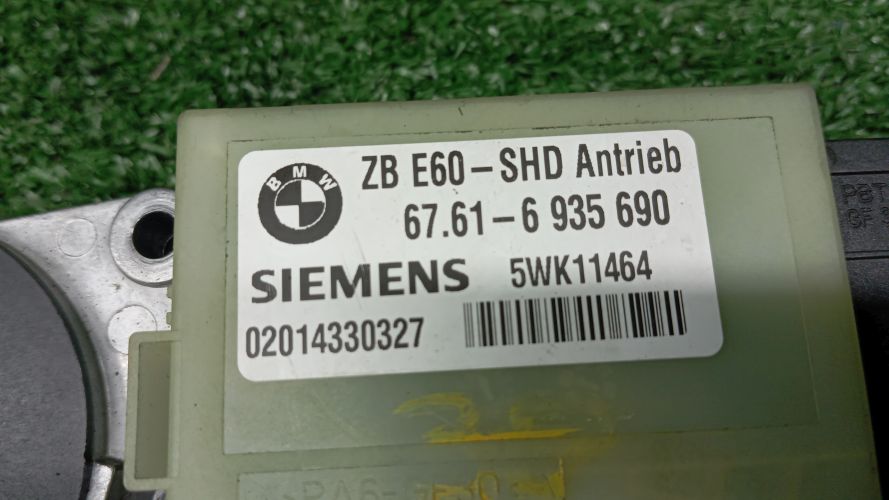 BMW
ZB E60-SHD Antrieb
67.61-6 935 690
SIEMENS 5WK11464
02014330327